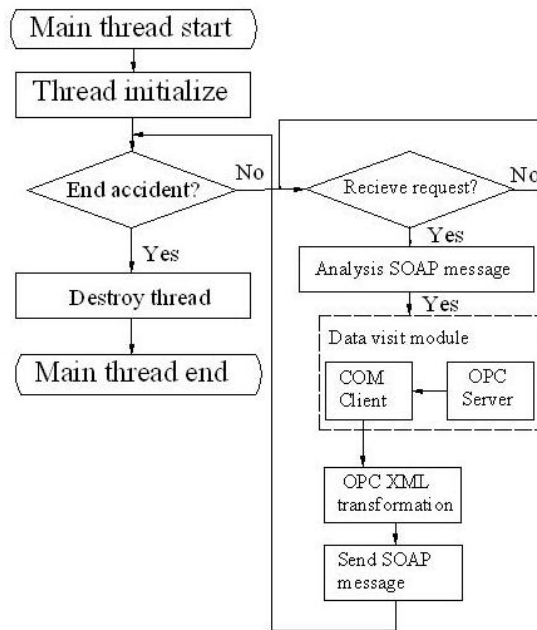 Main thread start
Thread initialize
End accident?
No
Recieve request?
No
Yes
Yes
Destroy thread
Analysis SOAP message
Yes
Main thread end
Data visit module
COM
Client
OPC
Server
OPC XML
transformation
Send SOAP
message